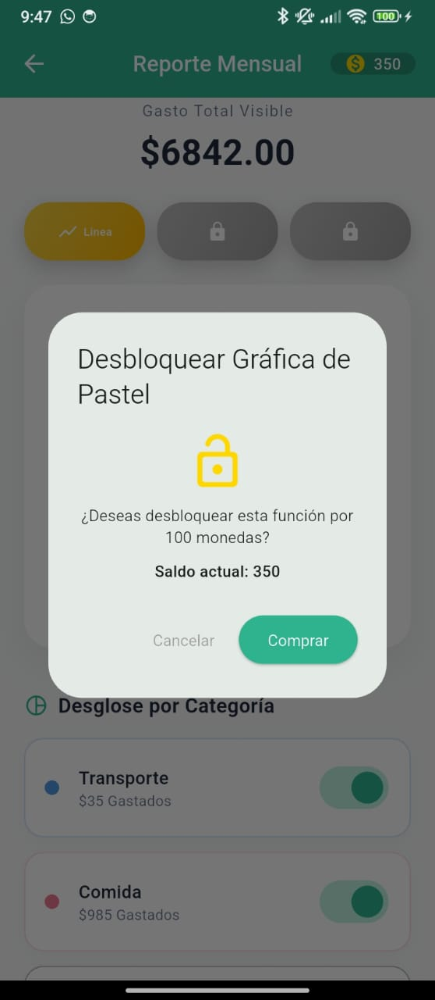 9:47
100
Reporte Mensual
350
Gasto Total Visible
$6842.00
Línea
Desbloquear Gráfica de
Pastel
¿Deseas desbloquear esta función por
100 monedas?
Saldo actual: 350
Cancelar
Comprar
Desglose por Categoría
Transporte
$35 Gastados
Comida
$985 Gastados